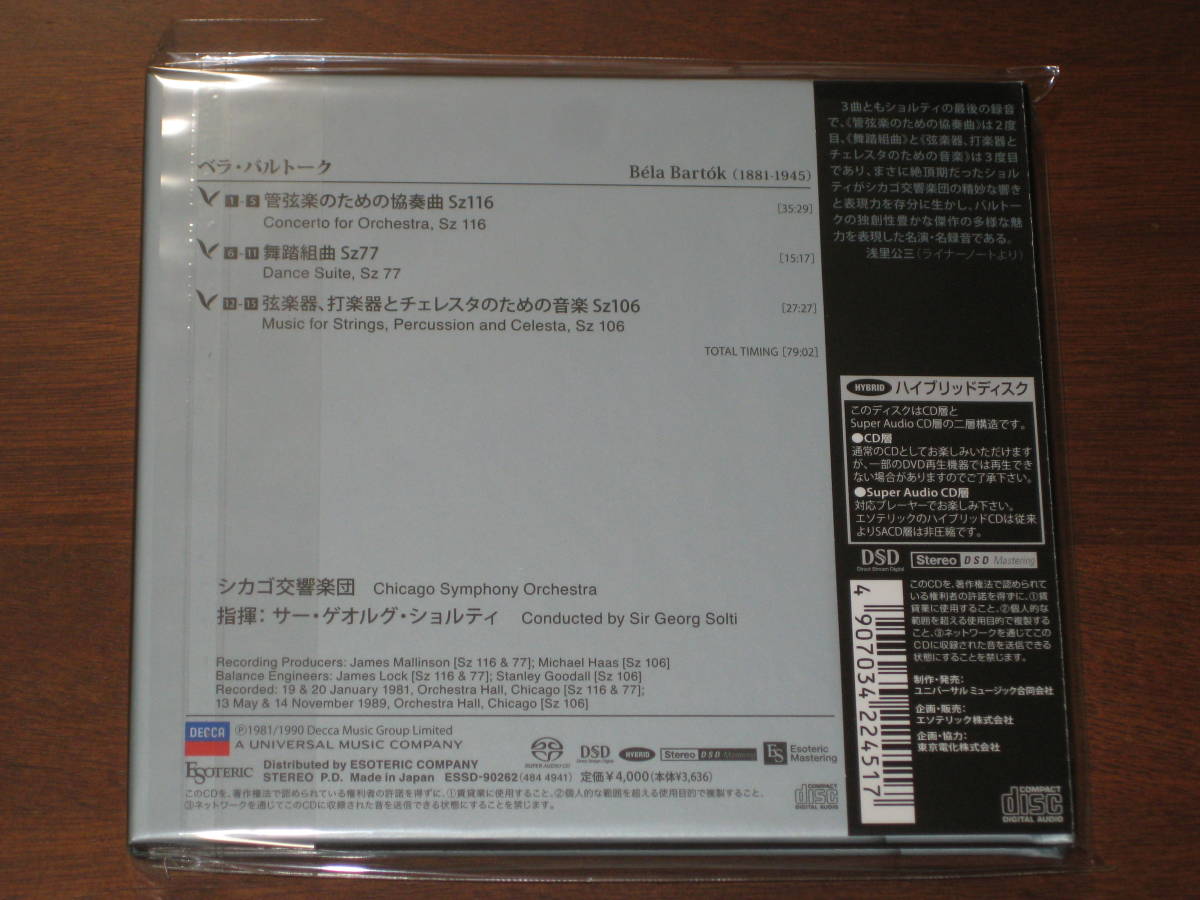 ベラ・バルトーク
Béla Bartók (1881-1945)
1-5 管弦楽のための協奏曲 Sz116
Concerto for Orchestra, Sz 116
[35:29]
6-11 舞踏組曲 Sz77
Dance Suite, Sz 77
[15:17]
12-15 弦楽器、打楽器とチェレスタのための音楽 Sz106
Music for Strings, Percussion and Celesta, Sz 106
[27:27]
TOTAL TIMING [79:02]
シカゴ交響楽団 Chicago Symphony Orchestra
指揮: サー・ゲオルグ・ショルティ Conducted by Sir Georg Solti
Recording Producers: James Mallinson [Sz 116 & 77]; Michael Haas [Sz 106]
Balance Engineers: James Lock [Sz 116 & 77]; Stanley Goodall [Sz 106]
Recorded: 19 & 20 January 1981, Orchestra Hall, Chicago [Sz 116 & 77];
13 May & 14 November 1989, Orchestra Hall, Chicago [Sz 106]
DECCA
Ⓟ1981/1990 Decca Music Group Limited
A UNIVERSAL MUSIC COMPANY
ESOTERIC
Distributed by ESOTERIC COMPANY
STEREO P.D. Made in Japan ESSD-90262(484 4941) 定価¥4,000(本体¥3,636)
SUPER AUDIO CD
DSD
Direct Stream Digital
HYBRID
Stereo DSD Mastering
ES Esoteric
Mastering
このCDを、著作権法で認められている権利者の許諾を得ずに、①賃貸業に使用すること、②個人的な範囲を超える使用目的で複製すること、
③ネットワークを通じてこのCDに収録された音を送信できる状態にすることを禁じます。
COMPACT
disc
DIGITAL AUDIO
3曲ともショルティの最後の録音
で、《管弦楽のための協奏曲》は2度
目、《舞踏組曲》と《弦楽器、打楽器と
チェレスタのための音楽》は3度目
であり、まさに絶頂期だったショル
ティがシカゴ交響楽団の精妙な響き
と表現力を存分に生かし、バルトー
クの独創性豊かな傑作の多様な魅
力を表現した名演・名録音である。
浅里公三(ライナーノートより)
HYBRID ハイブリッドディスク
このディスクはCD層と
Super Audio CD層の二層構造です。
●CD層
通常のCDとしてお楽しみいただけます
が、一部のDVD再生機器では再生でき
ない場合がありますのでご了承下さい。
●Super Audio CD層
対応プレーヤーでお楽しみ下さい。
エソテリックのハイブリッドCDは従来
よりSACD層は非圧縮です。
DSD
Direct Stream Digital
Stereo DSD Mastering
4 907034 224517
このCDを、著作権法で認められて
いる権利者の許諾を得ずに、①賃
貸業に使用すること、②個人的な
範囲を超える使用目的で複製する
こと、③ネットワークを通じてこの
CDに収録された音を送信できる
状態にすることを禁じます。
制作・発売:
ユニバーサル ミュージック合同会社
企画・販売:
エソテリック株式会社
企画・協力:
東京電化株式会社
COMPACT
disc
DIGITAL AUDIO